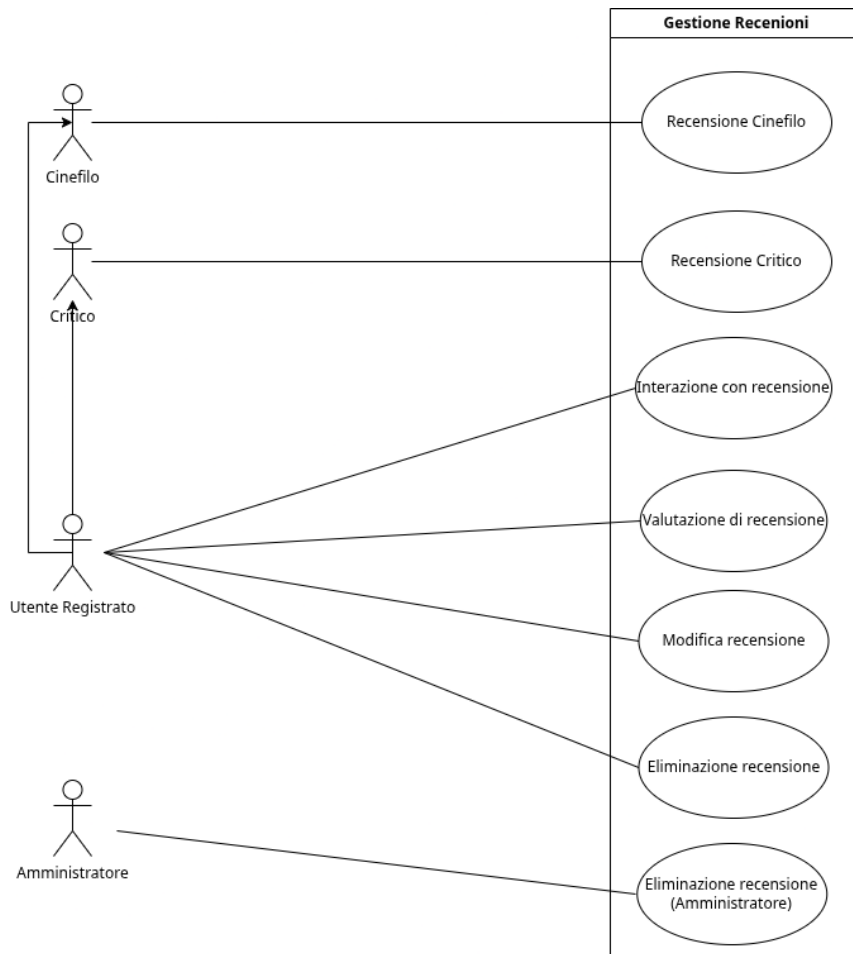 Gestione Recenioni
Recensione Cinefilo
Cinefilo
Recensione Critico
Critico
Interazione con recensione
Valutazione di recensione
Utente Registrato
Modifica recensione
Eliminazione recensione
Amministratore
Eliminazione recensione
(Amministratore)